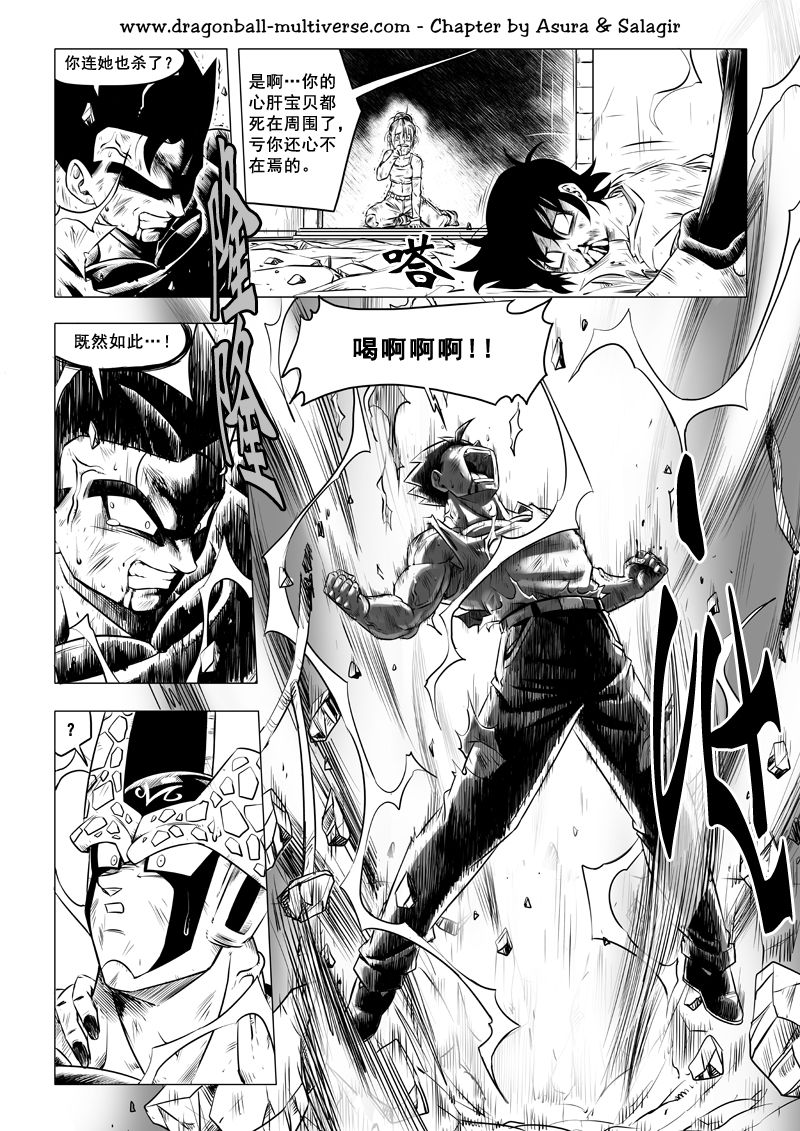 www.dragonball-multiverse.com - Chapter by Asura & Salagir
你连她也杀了？
是啊…你的
心肝宝贝都
死在周围了，
亏你还心不
在焉的。
嗒
隆隆
既然如此…！
喝啊啊啊！！
？